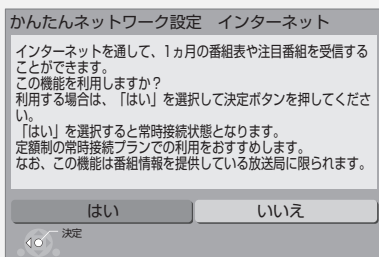 かんたんネットワーク設定　インターネット
インターネットを通して、1ヵ月の番組表や注目番組を受信する
ことができます。
この機能を利用しますか？
利用する場合は、「はい」を選択して決定ボタンを押してくださ
い。
「はい」を選択すると常時接続状態となります。
定額制の常時接続プランでの利用をおすすめします。
なお、この機能は番組情報を提供している放送局に限られます。
はい
いいえ
決定